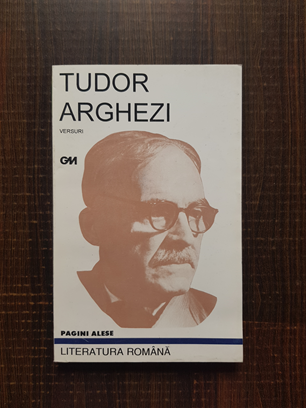 TUDOR
ARGHEZI
VERSURI
GM
PAGINI ALESE
LITERATURA ROMÂNĂ